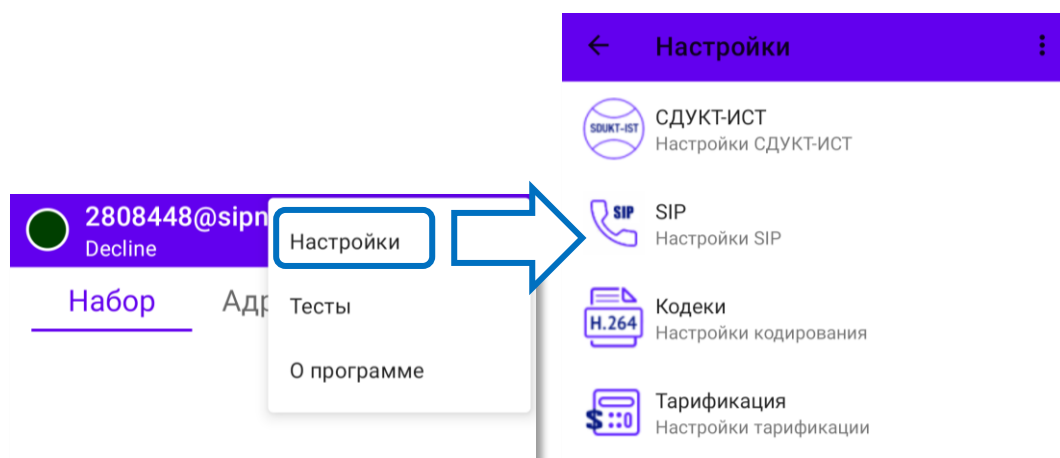 2808448@sipn
Decline
Набор
Адр
Настройки
Тесты
О программе
Настройки
SDUKT-IST
СДУКТ-ИСТ
Настройки СДУКТ-ИСТ
SIP
SIP
Настройки SIP
H.264
Кодеки
Настройки кодирования
$
Тарификация
Настройки тарификации